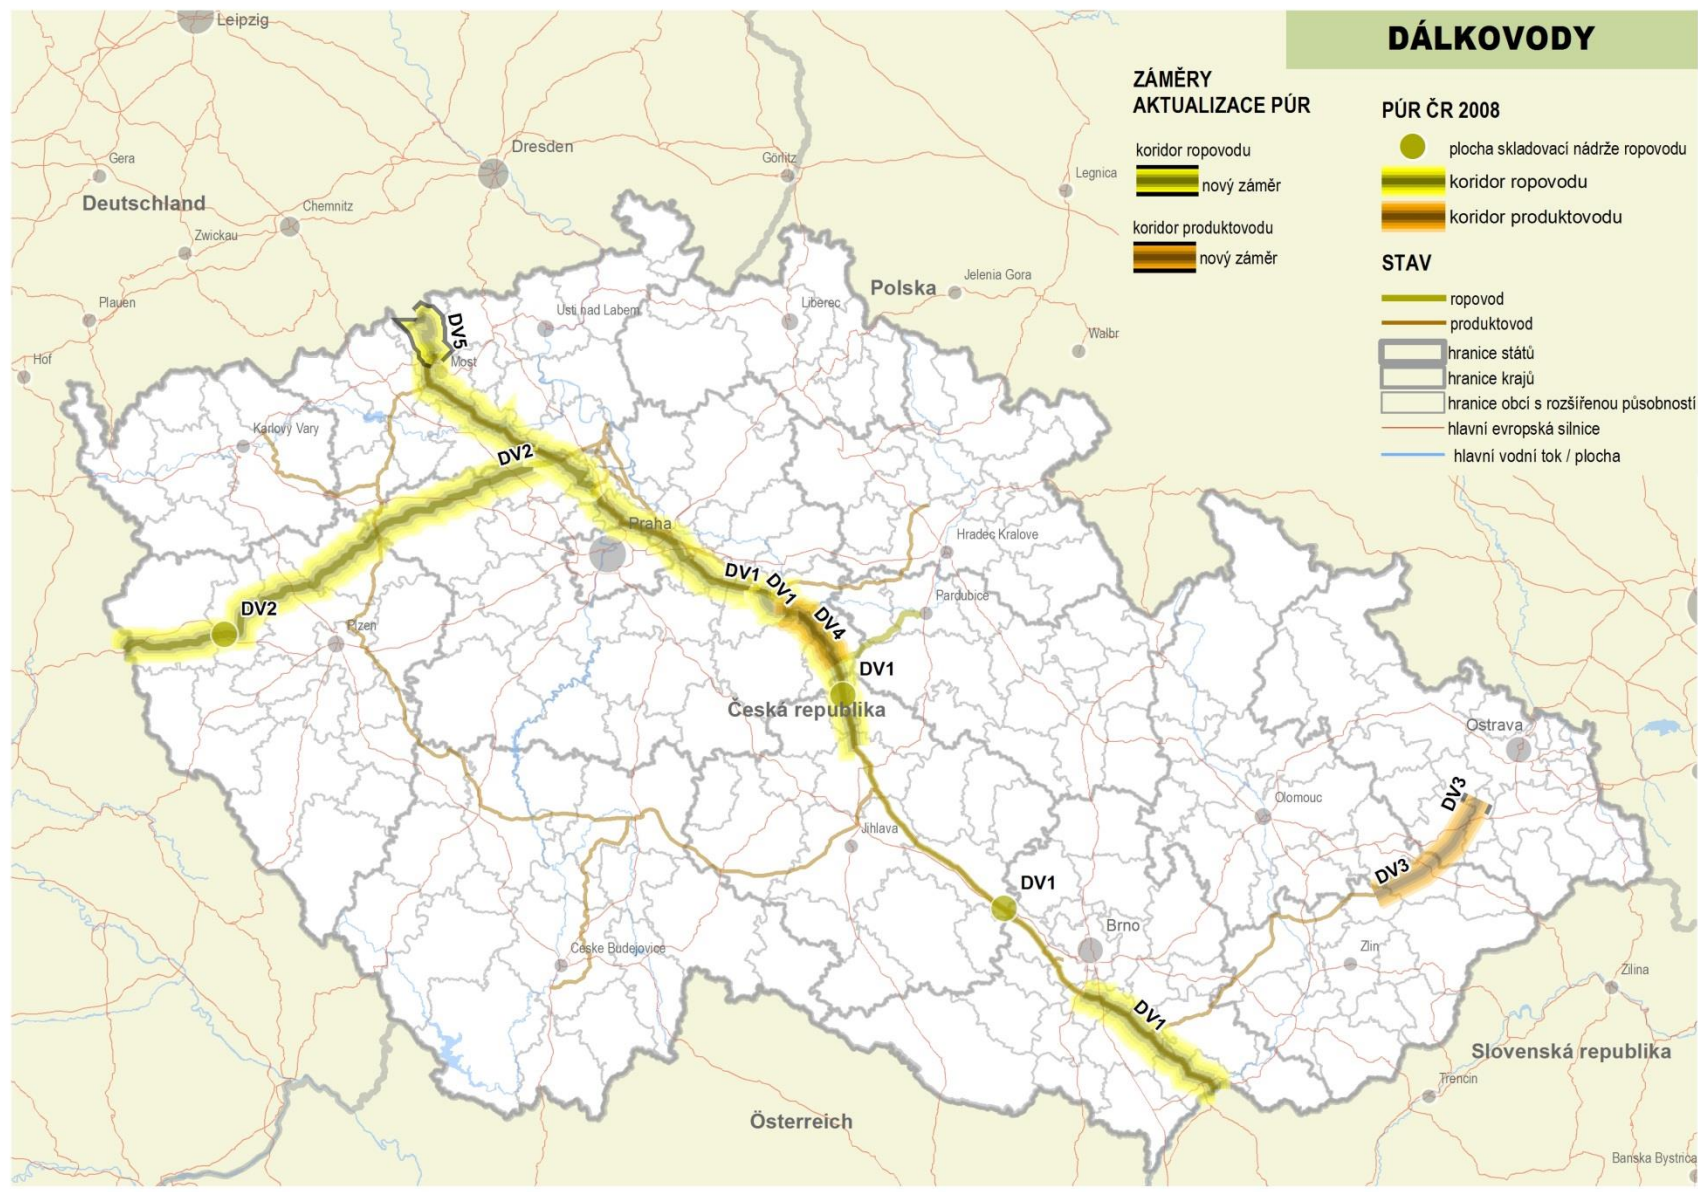 DÁLKOVODY
ZÁMĚRY
AKTUALIZACE PÚR
koridor ropovodu
nový záměr
koridor produktovodu
nový záměr
PÚR ČR 2008
plocha skladovací nádrže ropovodu
koridor ropovodu
koridor produktovodu
STAV
ropovod
produktovod
hranice států
hranice krajů
hranice obcí s rozšířenou působností
hlavní evropská silnice
hlavní vodní tok / plocha
Leipzig
Dresden
Gera
Görlitz
Legnica
Deutschland
Chemnitz
Zwickau
Jelenia Gora
Polska
Plauen
Usti nad Labem
Liberec
DV5
Walbr
Hof
Most
Karlovy Vary
DV2
Praha
Hradec Kralove
DV1
DV1
Pardubice
DV2
DV4
Plzen
DV1
Česká republika
Ostrava
DV3
Olomouc
Jihlava
DV3
DV1
Brno
Ceske Budejovice
Zlin
Zilina
DV1
Slovenská republika
Trencin
Österreich
Banska Bystrica